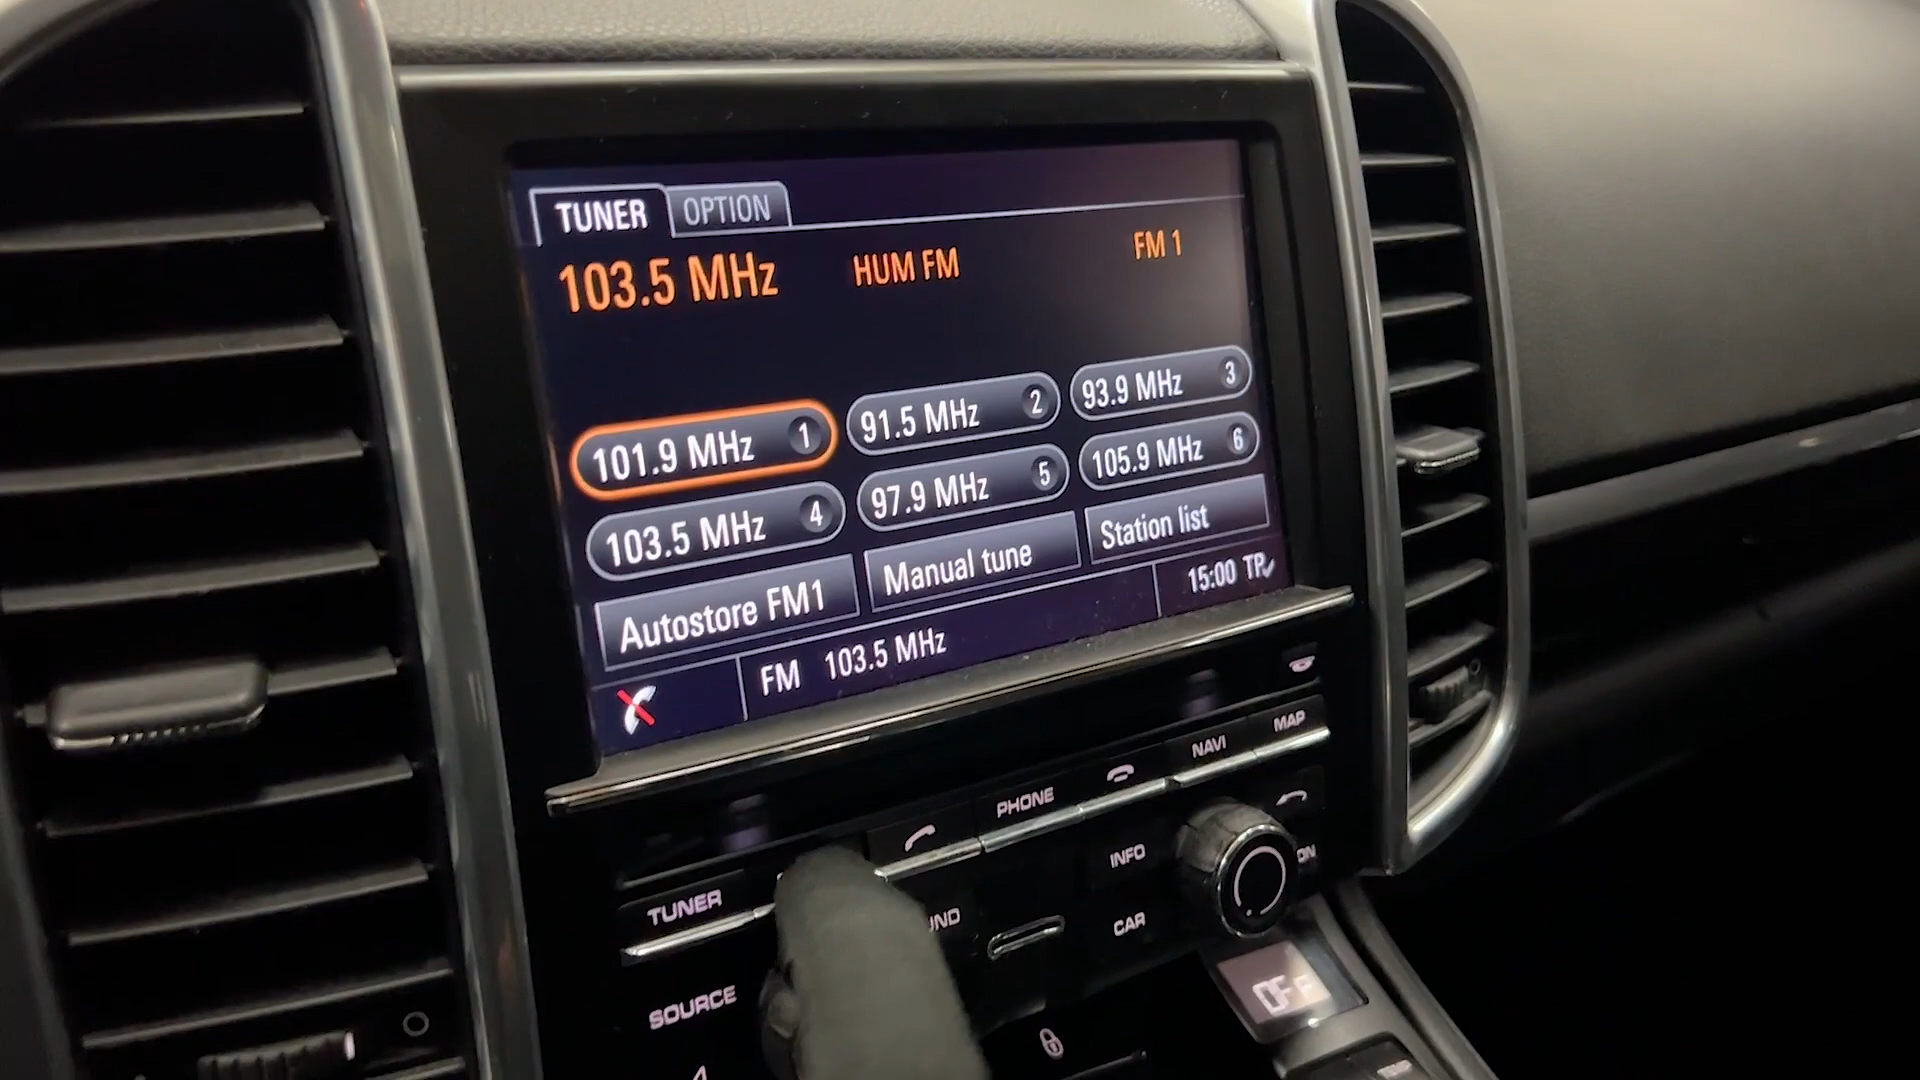 TUNER OPTION
103.5 MHz HUM FM FM 1
101.9 MHz 1 91.5 MHz 2 93.9 MHz 3
103.5 MHz 4 97.9 MHz 5 105.9 MHz 6
Autostore FM1 Manual tune Station list
FM 103.5 MHz 15:00 TP
PHONE NAVI MAP
TUNER INFO
CAR
SOURCE
OFF
TEMP